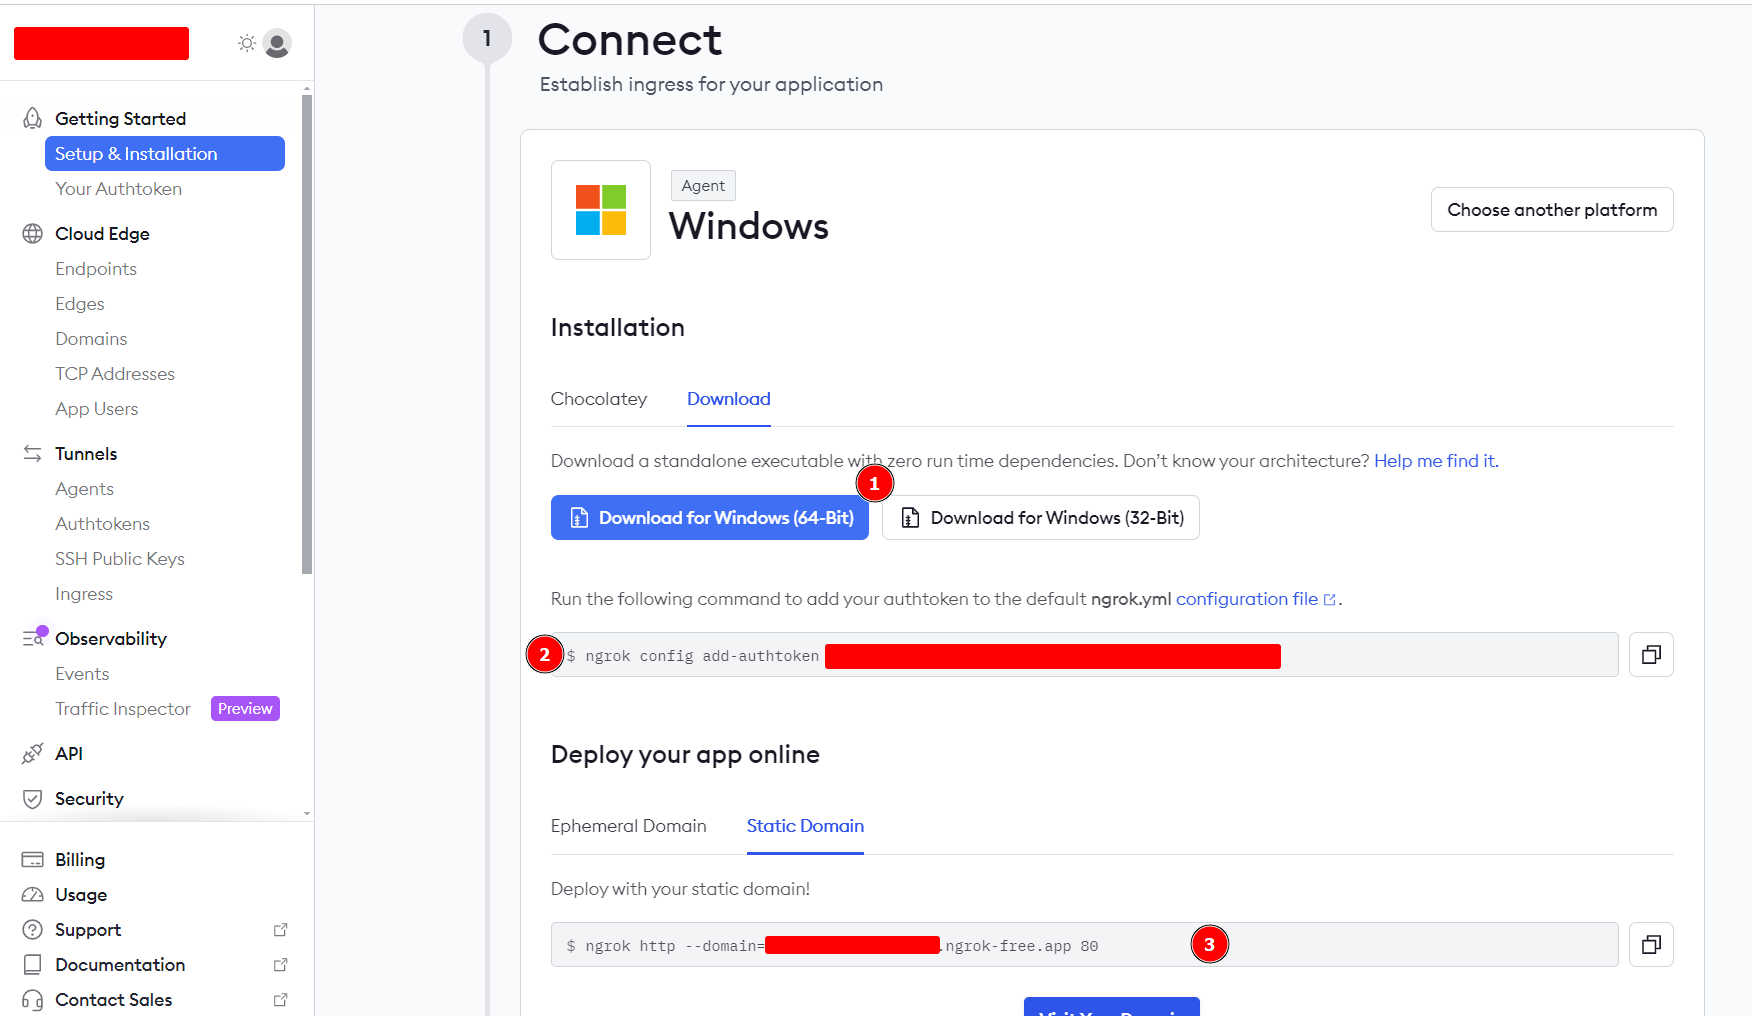 Getting Started
Setup & Installation
Your Authtoken
Cloud Edge
Endpoints
Edges
Domains
TCP Addresses
App Users
Tunnels
Agents
Authtokens
SSH Public Keys
Ingress
Observability
Events
Traffic Inspector Preview
API
Security
Billing
Usage
Support
Documentation
Contact Sales
1 Connect
Establish ingress for your application
Agent
Windows
Choose another platform
Installation
Chocolatey Download
Download a standalone executable with zero run time dependencies. Don’t know your architecture? Help me find it.
1
Download for Windows (64-Bit) Download for Windows (32-Bit)
Run the following command to add your authtoken to the default ngrok.yml configuration file.
2 $ ngrok config add-authtoken
Deploy your app online
Ephemeral Domain Static Domain
Deploy with your static domain!
$ ngrok http --domain= .ngrok-free.app 80 3